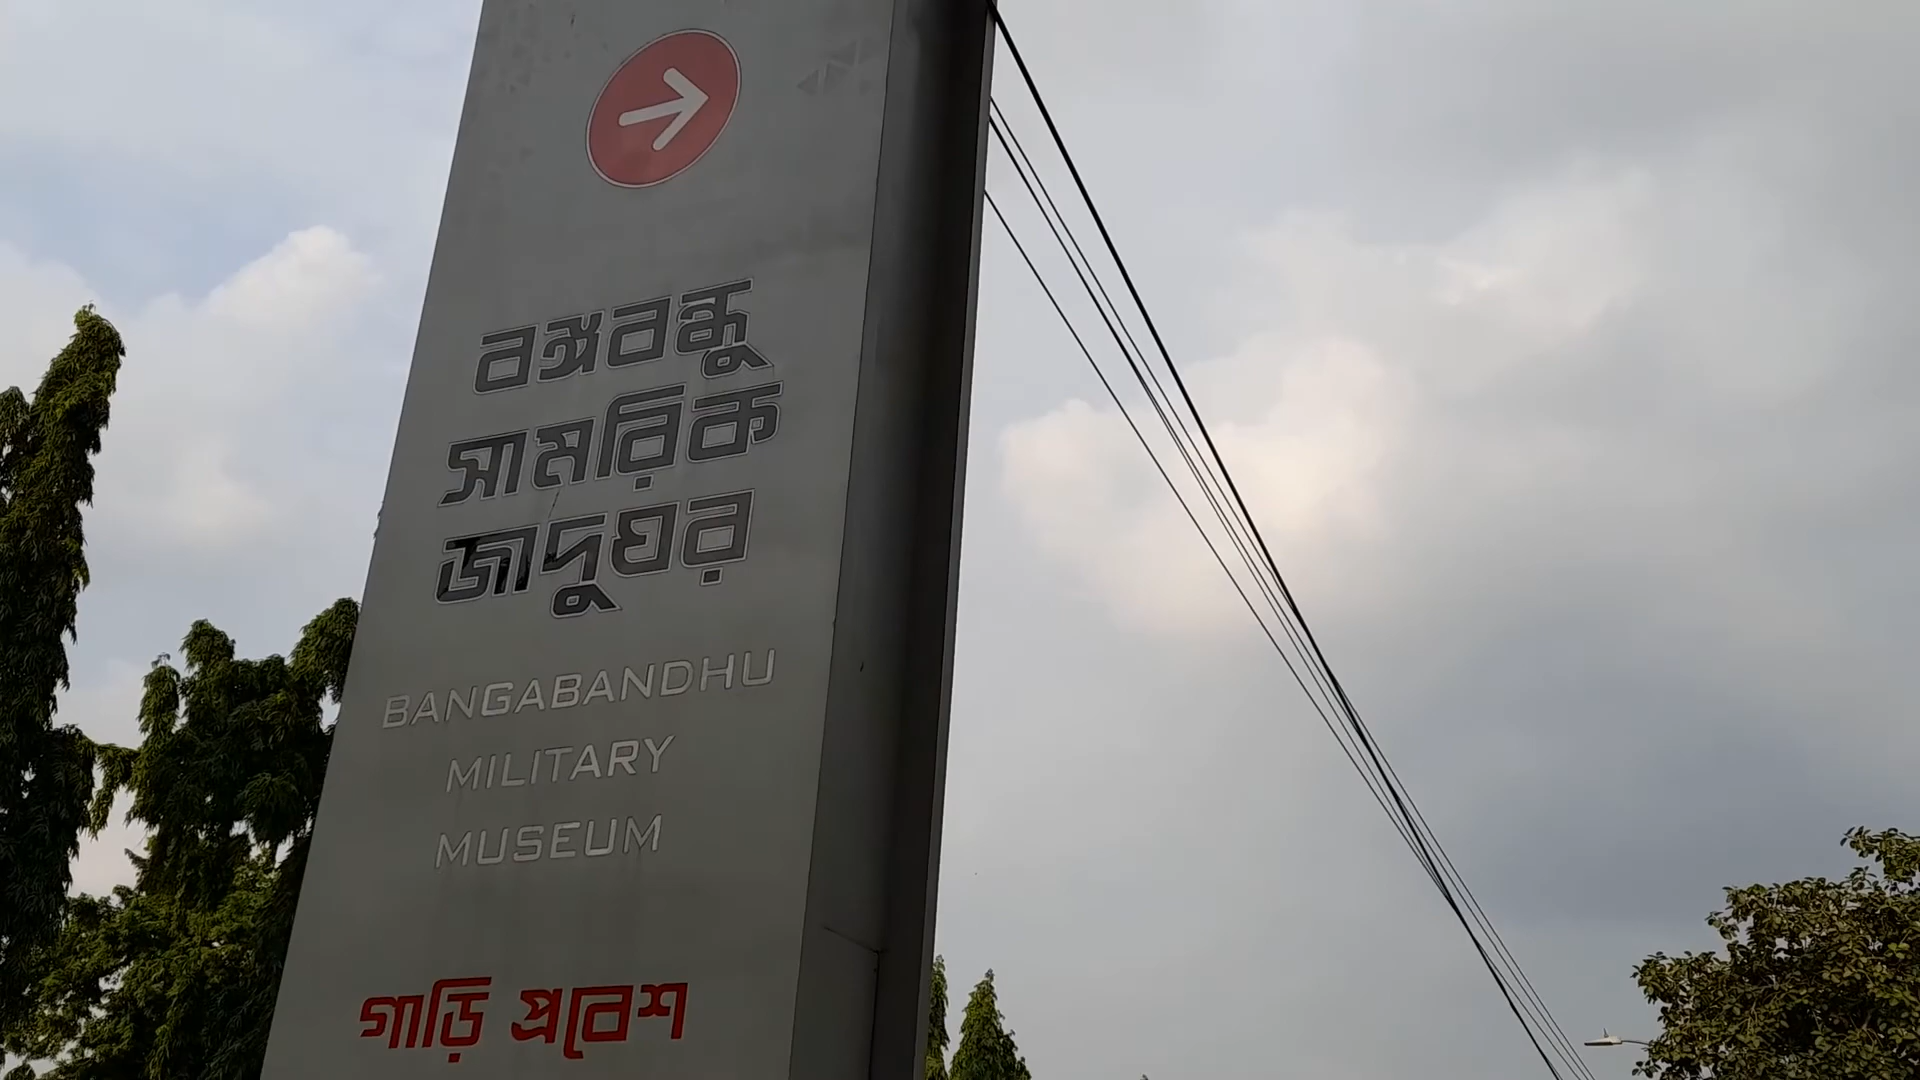 বঙ্গবন্ধু
সামরিক
জাদুঘর
BANGABANDHU
MILITARY
MUSEUM
গাড়ি প্রবেশ